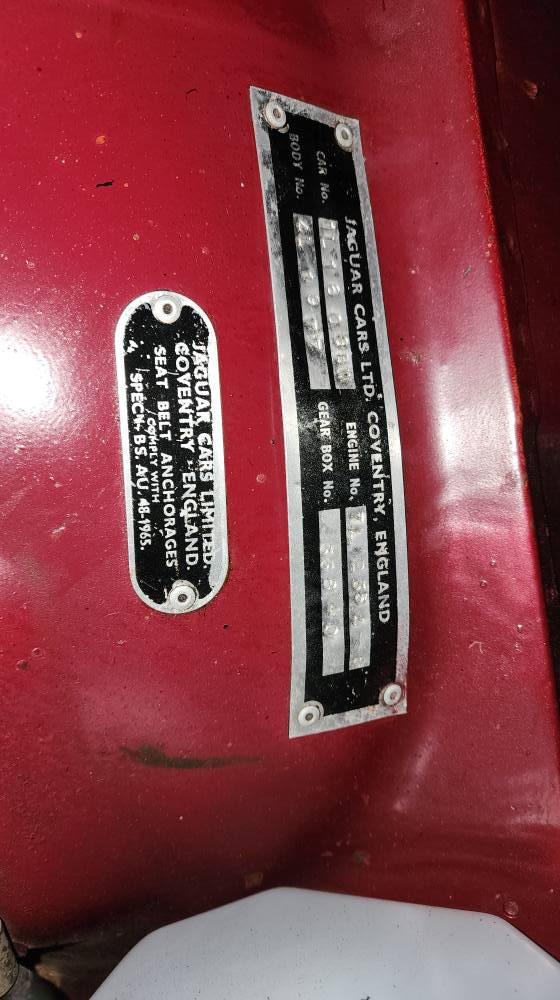 JAGUAR CARS LTD. COVENTRY, ENGLAND
CAR No.
ENGINE No.
BODY No.
GEAR BOX No.
JAGUAR CARS LIMITED.
COVENTRY ENGLAND.
SEAT BELT ANCHORAGES
COMPLY WITH
SPECN. B.S. AU. 48-1965.